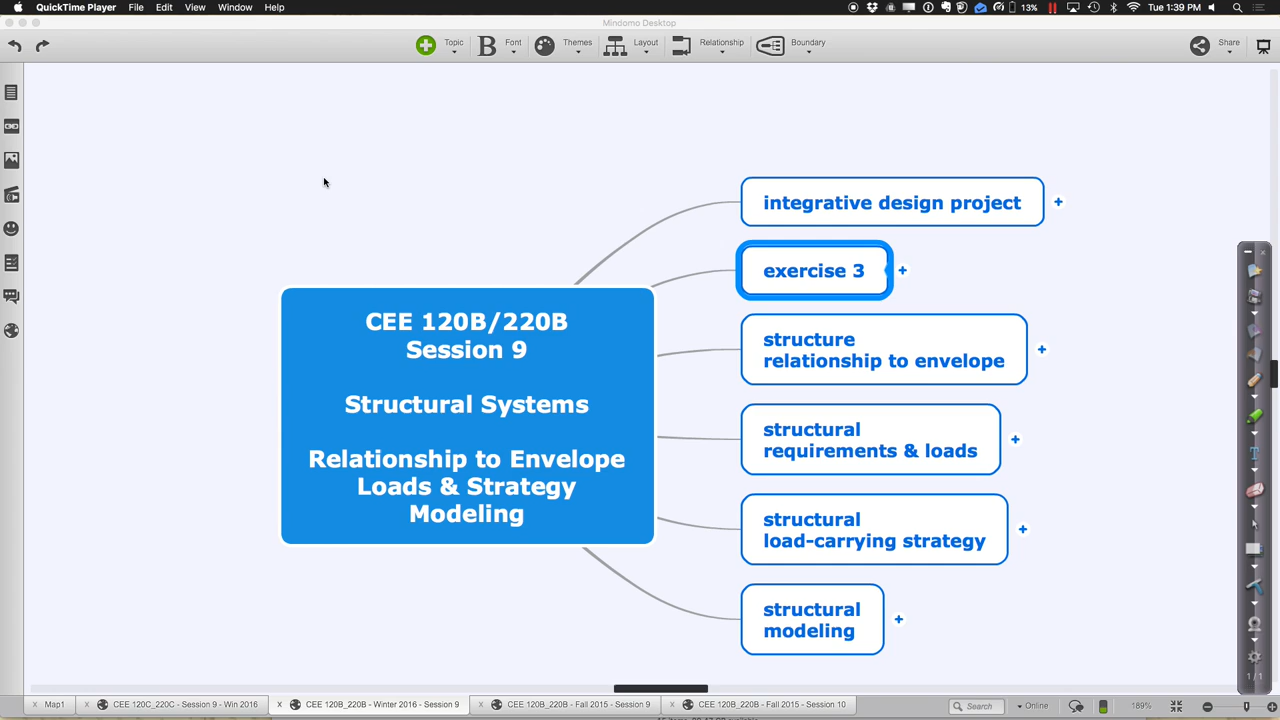 QuickTime Player File Edit View Window Help
13% Tue 1:39 PM
Mindomo Desktop
Topic Font Themes Layout Relationship Boundary Share
integrative design project +
exercise 3 +
CEE 120B/220B
Session 9
Structural Systems
Relationship to Envelope
Loads & Strategy
Modeling
structure
relationship to envelope +
structural
requirements & loads +
structural
load-carrying strategy +
structural
modeling +
1 / 1
Map1 CEE 120C_220C - Session 9 - Win 2016 CEE 120B_220B - Winter 2016 - Session 9 CEE 120B_220B - Fall 2015 - Session 9 CEE 120B_220B - Fall 2015 - Session 10 Search Online 189%